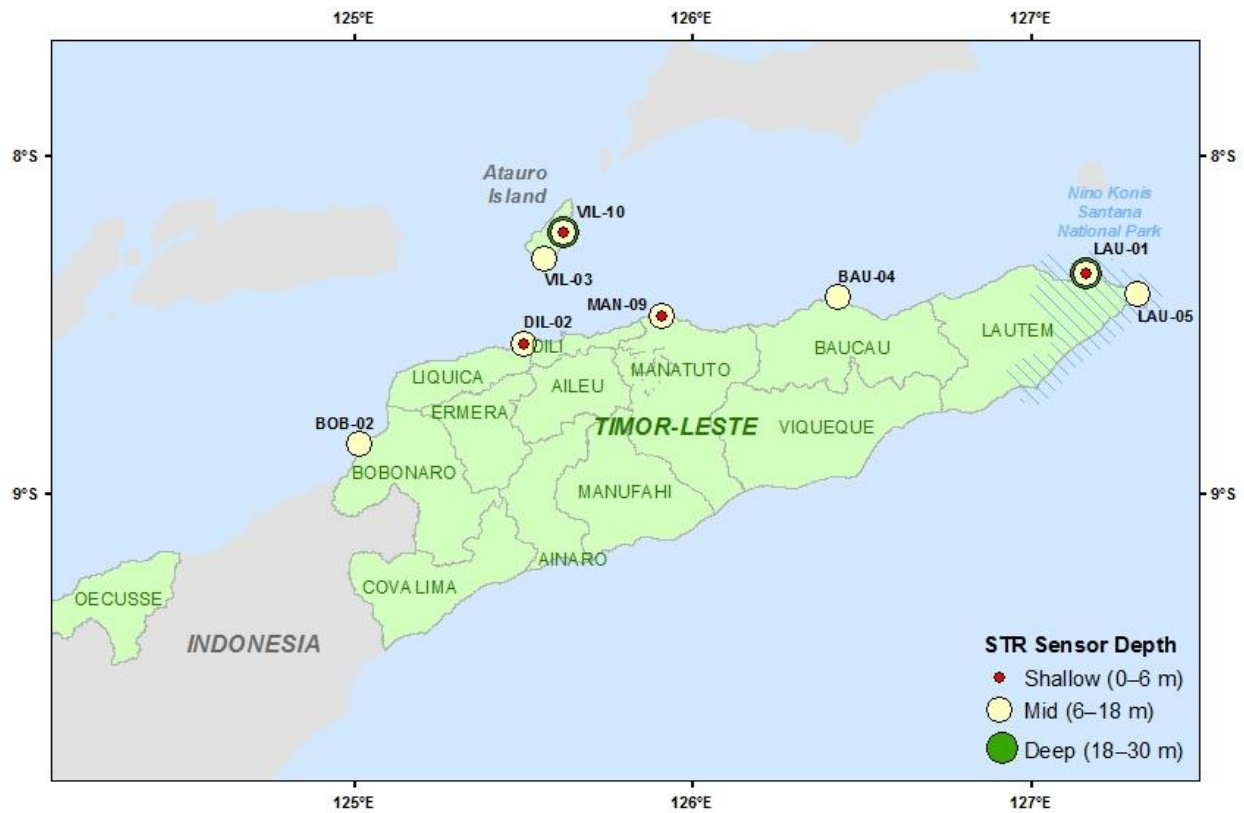 125°E
126°E
127°E
8°S
8°S
Atauro
Island
VIL-10
VIL-03
Nino Konis
Santana
National Park
LAU-01
LAU-05
BAU-04
MAN-09
DIL-02
DILI
LAUTEM
BAUCAU
MANATUTO
LIQUICA
AILEU
ERMERA
TIMOR-LESTE
VIQUEQUE
BOB-02
BOBONARO
MANUFAHI
9°S
9°S
AINARO
COVA LIMA
OECUSSE
INDONESIA
STR Sensor Depth
Shallow (0–6 m)
Mid (6–18 m)
Deep (18–30 m)
125°E
126°E
127°E